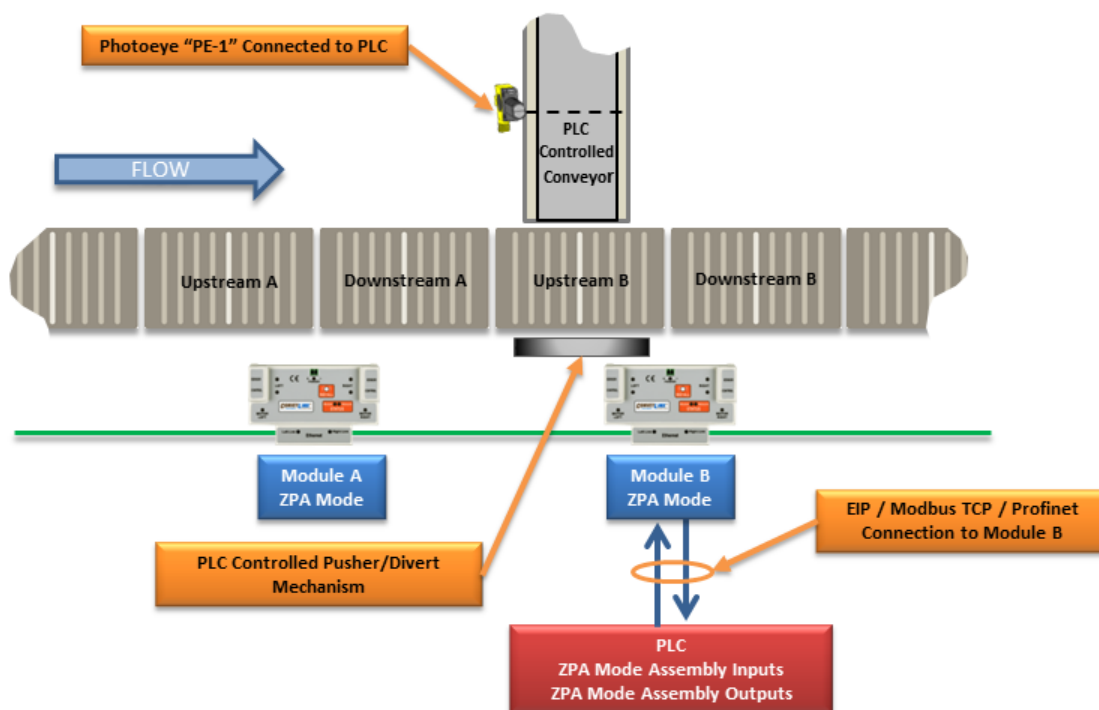 Photoeye “PE-1” Connected to PLC
PLC
Controlled
Conveyor
FLOW
Upstream A
Downstream A
Upstream B
Downstream B
Module A
ZPA Mode
Module B
ZPA Mode
EIP / Modbus TCP / Profinet
Connection to Module B
PLC Controlled Pusher/Divert
Mechanism
PLC
ZPA Mode Assembly Inputs
ZPA Mode Assembly Outputs